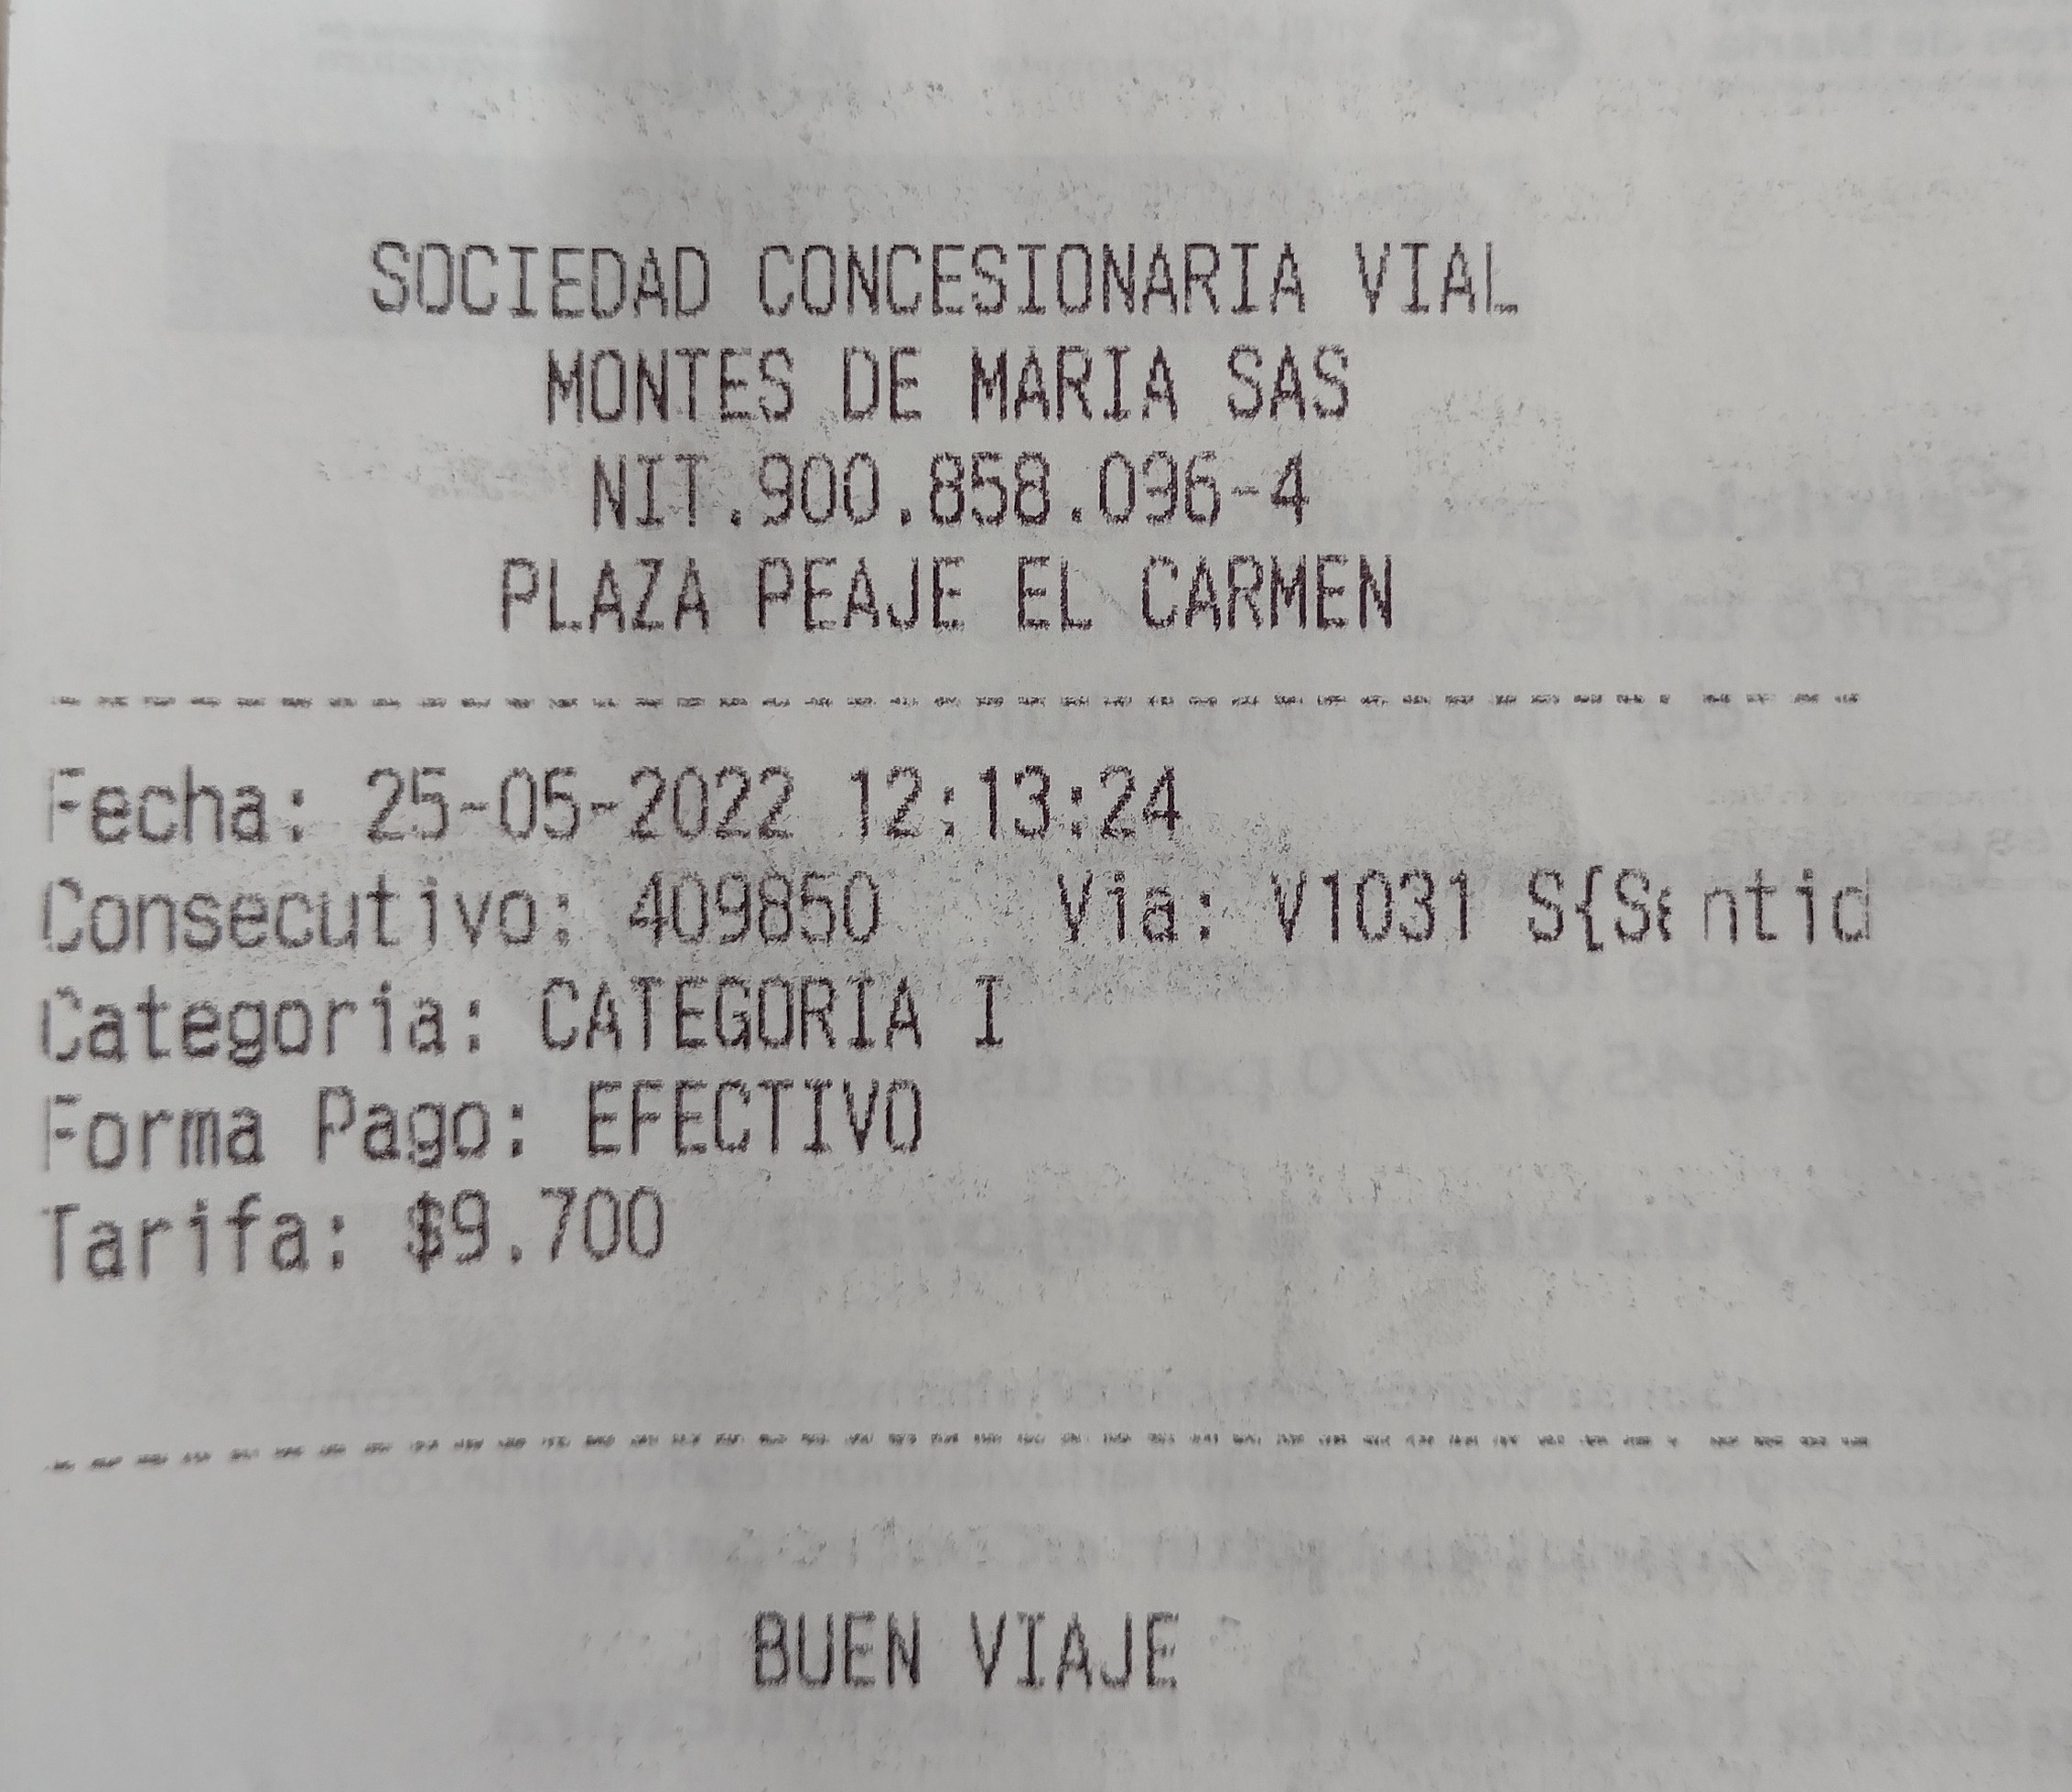 SOCIEDAD CONCESIONARIA VIAL
MONTES DE MARIA SAS
NIT.900.858.096-4
PLAZA PEAJE EL CARMEN
------------------------------------------
Fecha: 25-05-2022 12:13:24
Consecutivo: 409850 Via: V1031 S{Sentid
Categoria: CATEGORIA I
Forma Pago: EFECTIVO
Tarifa: $9.700
------------------------------------------
BUEN VIAJE